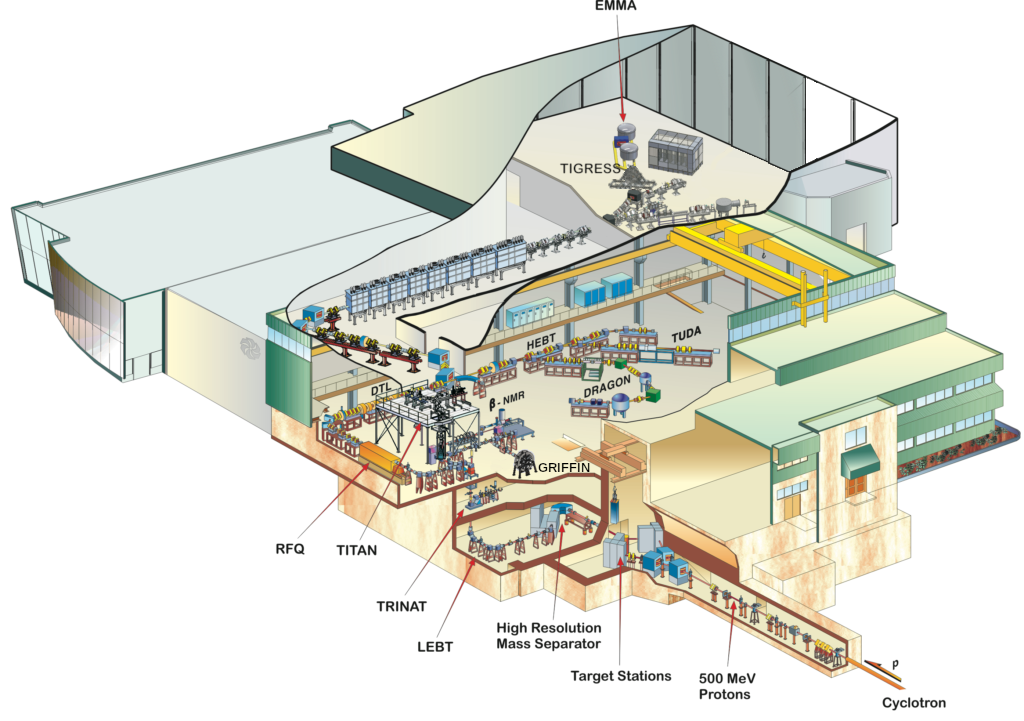 EMMA
TIGRESS
HEBT
TUDA
DTL
DRAGON
β - NMR
GRIFFIN
RFQ
TITAN
TRINAT
LEBT
High Resolution
Mass Separator
Target Stations
500 MeV
Protons
p
Cyclotron